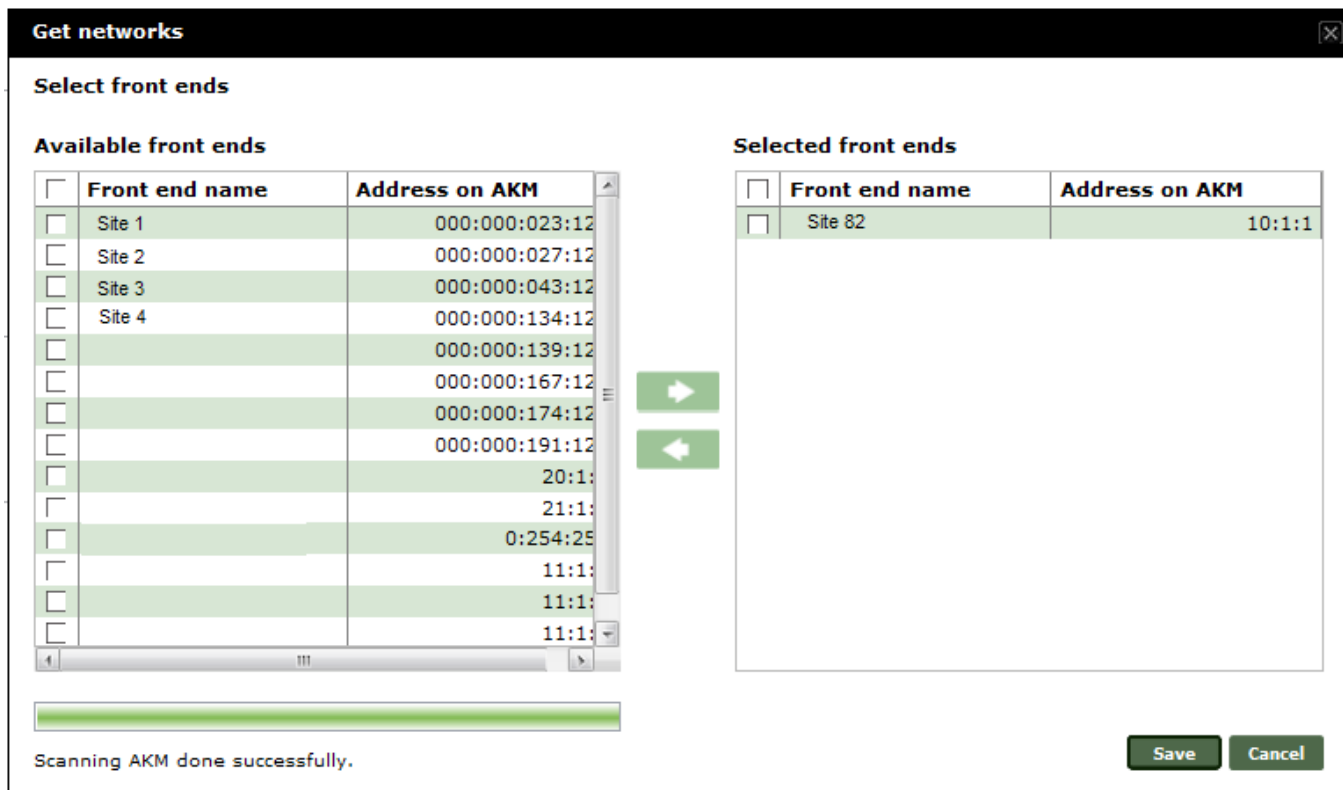 Get networks
Select front ends
Available front ends
Selected front ends
Front end name Address on AKM
Front end name Address on AKM
Site 1 000:000:023:12
Site 82 10:1:1
Site 2 000:000:027:12
Site 3 000:000:043:12
Site 4 000:000:134:12
000:000:139:12
000:000:167:12
000:000:174:12
000:000:191:12
20:1:
21:1:
0:254:25
11:1:
11:1:
11:1:
Scanning AKM done successfully.
Save
Cancel